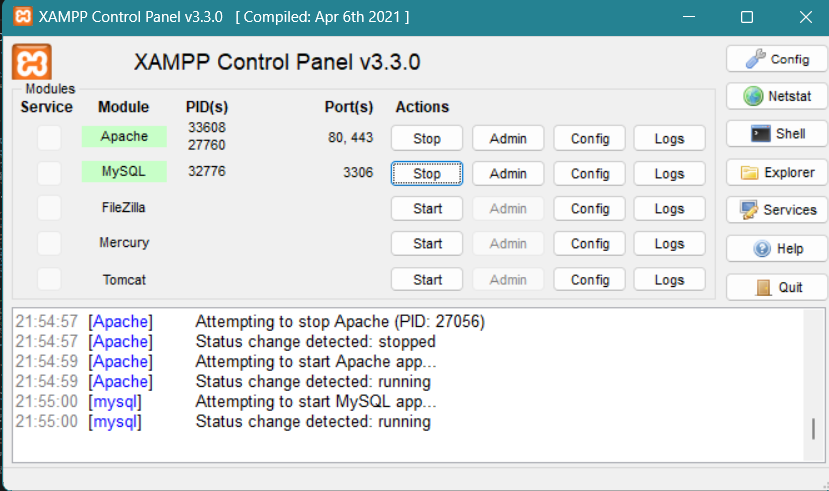 XAMPP Control Panel v3.3.0 [ Compiled: Apr 6th 2021 ]
XAMPP Control Panel v3.3.0
Config
Modules
Service Module PID(s) Port(s) Actions
Netstat
Apache 33608 27760 80, 443 Stop Admin Config Logs
Shell
MySQL 32776 3306 Stop Admin Config Logs
Explorer
FileZilla Start Admin Config Logs
Services
Mercury Start Admin Config Logs
Help
Tomcat Start Admin Config Logs
Quit
21:54:57 [Apache] Attempting to stop Apache (PID: 27056)
21:54:57 [Apache] Status change detected: stopped
21:54:59 [Apache] Attempting to start Apache app...
21:54:59 [Apache] Status change detected: running
21:55:00 [mysql] Attempting to start MySQL app...
21:55:00 [mysql] Status change detected: running